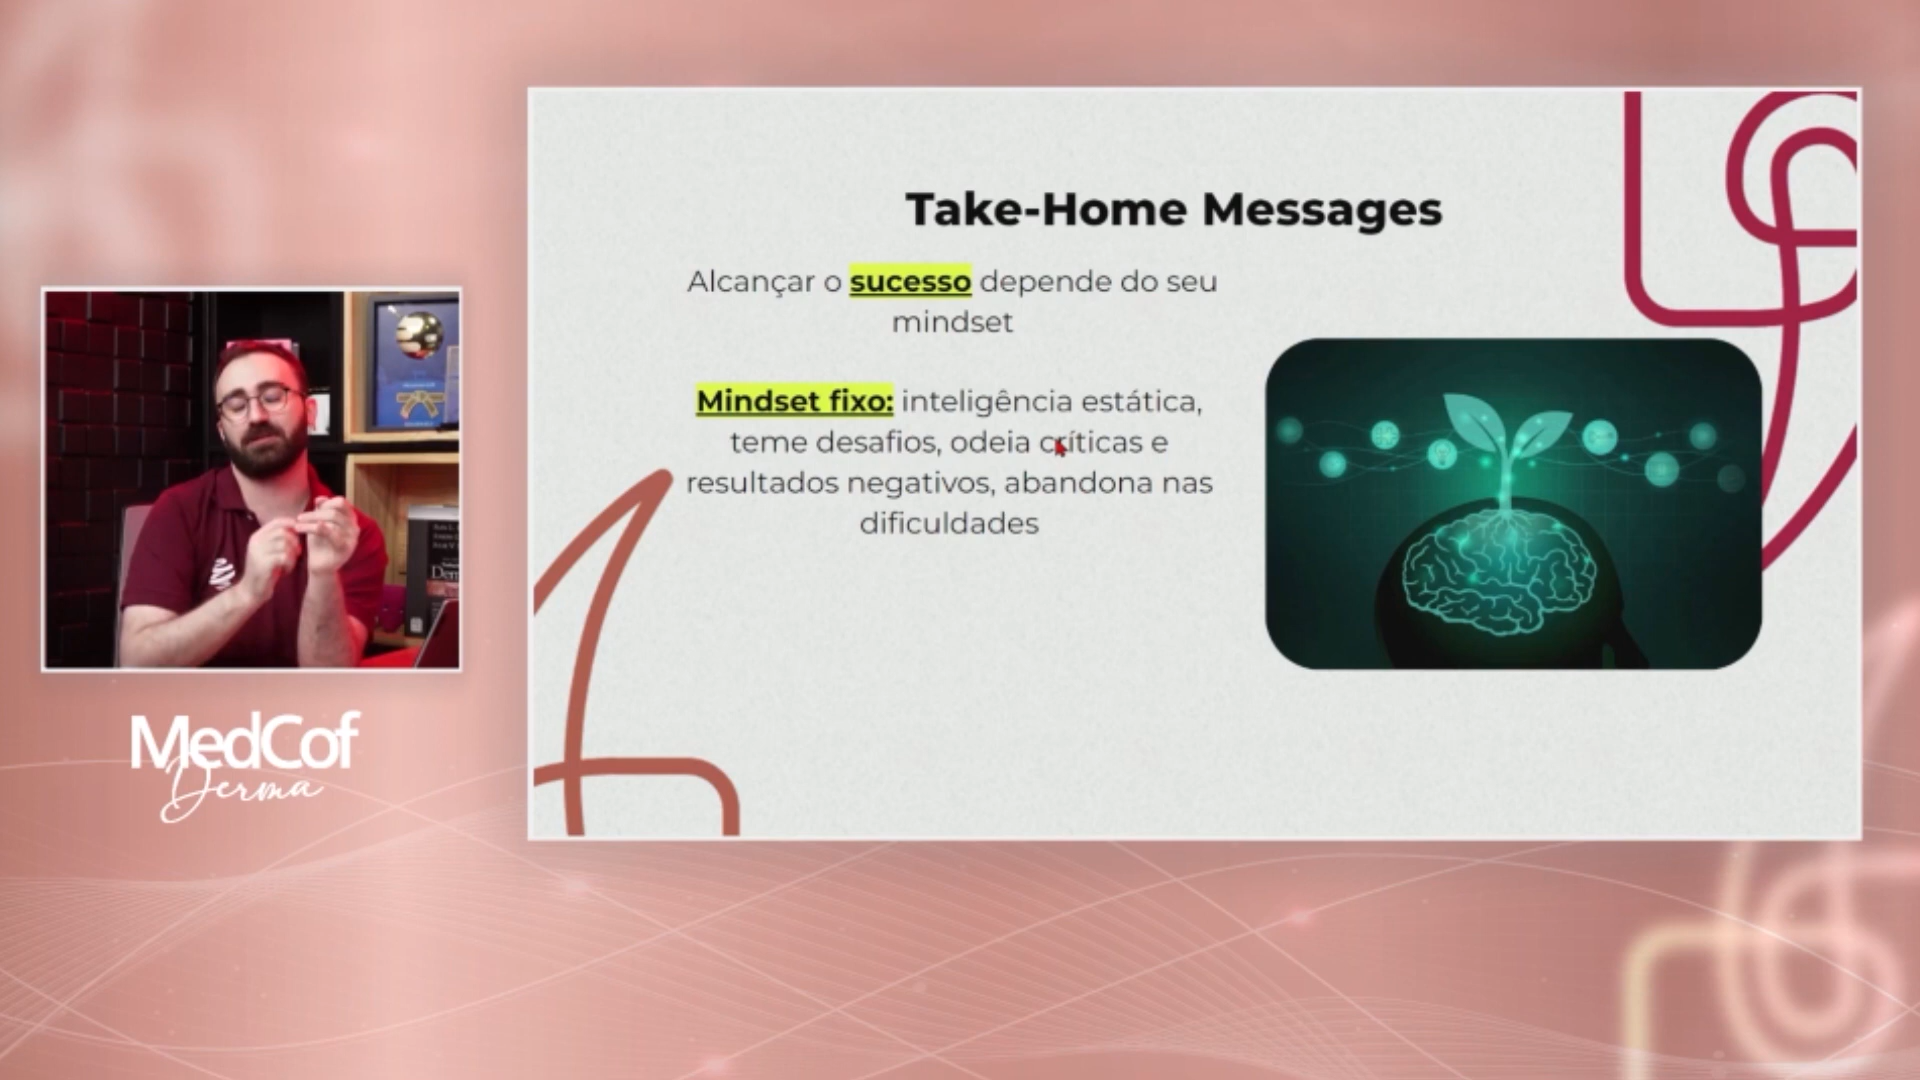 Take-Home Messages
Alcançar o sucesso depende do seu
mindset
Mindset fixo: inteligência estática,
teme desafios, odeia críticas e
resultados negativos, abandona nas
dificuldades
MedCof
Derma